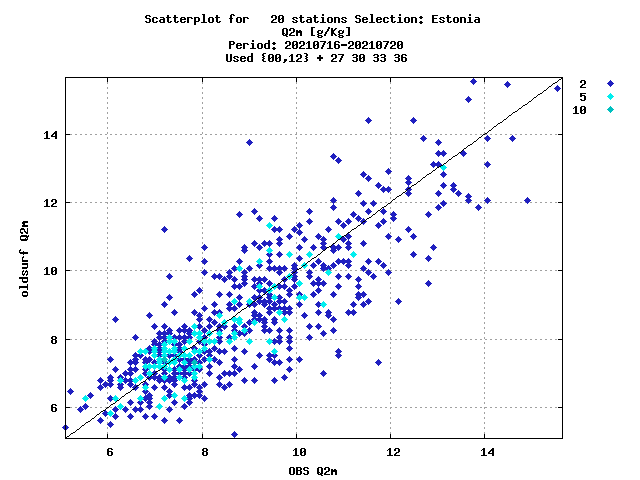 Scatterplot for   20 stations Selection: Estonia
Q2m [g/Kg]
Period: 20210716-20210720
Used {00,12} + 27 30 33 36
2
5
10
14
12
10
8
6
oldsurf Q2m
6 8 10 12 14
OBS Q2m